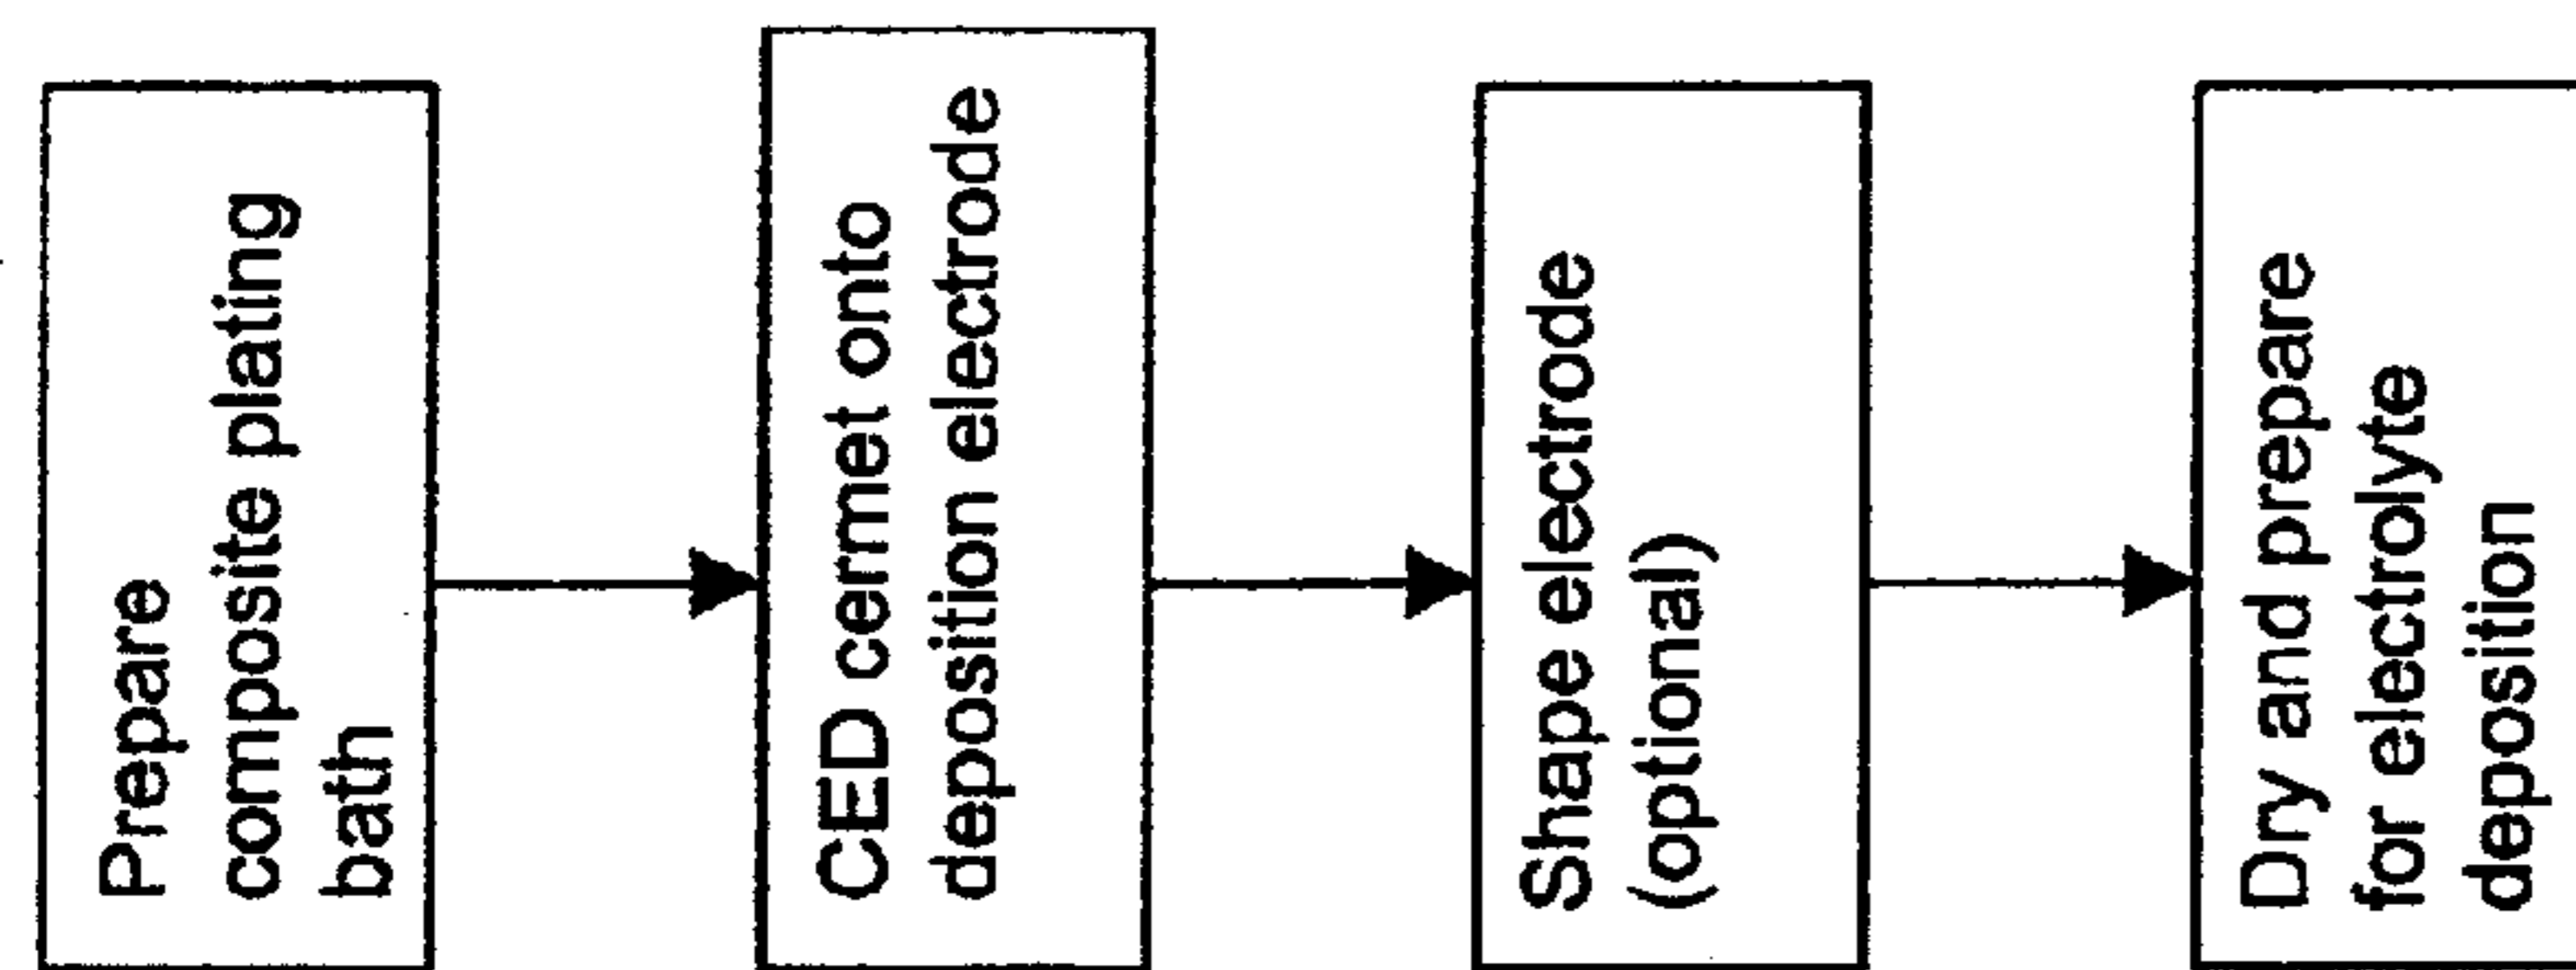 Prepare
composite plating
bath
CED cermet onto
deposition electrode
Shape electrode
(optional)
Dry and prepare
for electrolyte
deposition